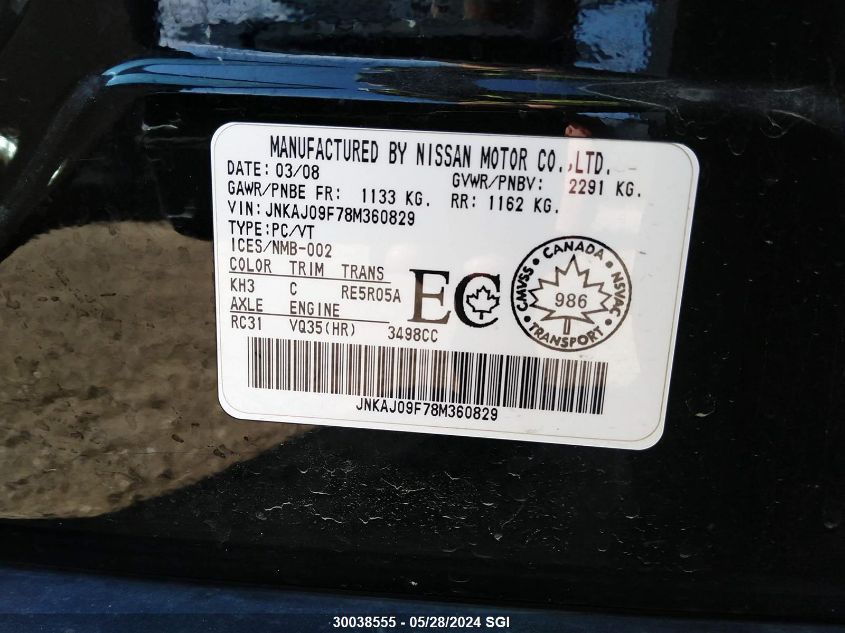 MANUFACTURED BY NISSAN MOTOR CO.,LTD.
DATE: 03/08 GVWR/PNBV: 2291 KG.
GAWR/PNBE FR: 1133 KG. RR: 1162 KG.
VIN: JNKAJ09F78M360829
TYPE:PC/VT
ICES/NMB-002
COLOR TRIM TRANS
KH3 C RE5R05A
AXLE ENGINE
RC31 VQ35(HR) 3498CC
EC
CMVSS • CANADA • NSVAC
986
TRANSPORT
JNKAJ09F78M360829
30038555 - 05/28/2024 SGI